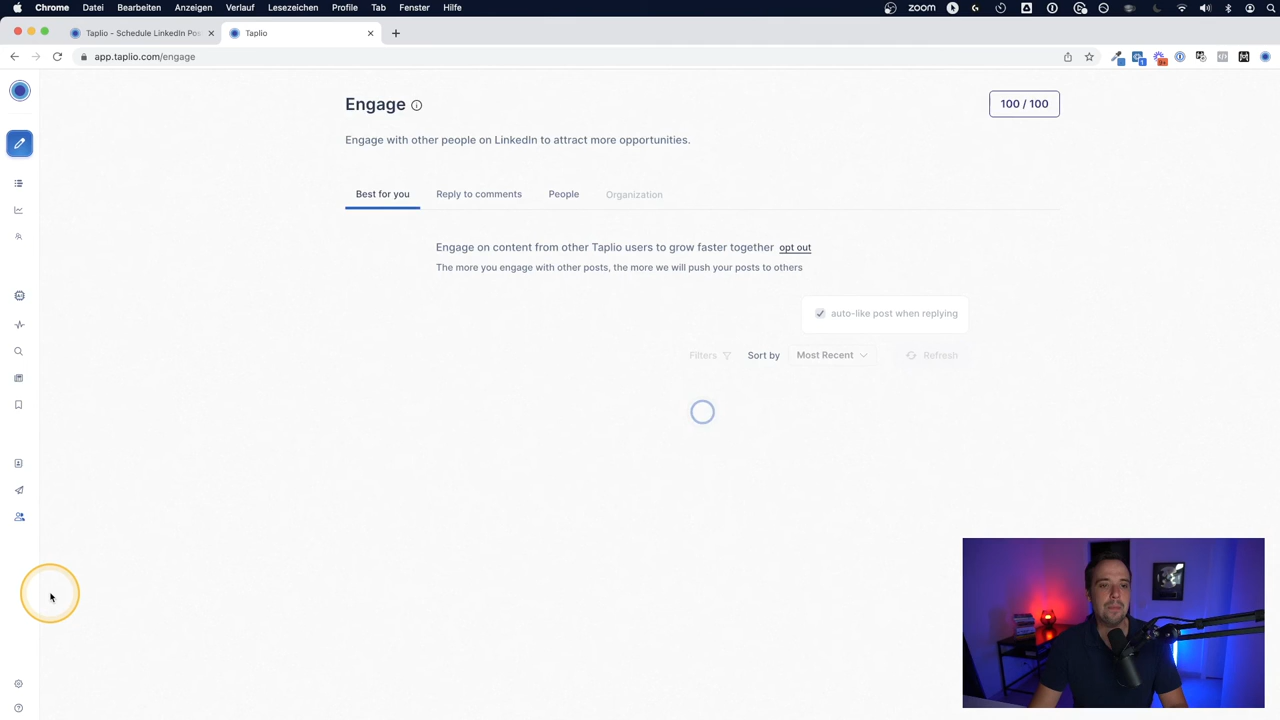 Chrome Datei Bearbeiten Anzeigen Verlauf Lesezeichen Profile Tab Fenster Hilfe zoom
Taplio - Schedule LinkedIn Pos
Taplio
app.taplio.com/engage
Engage
100 / 100
Engage with other people on LinkedIn to attract more opportunities.
Best for you Reply to comments People Organization
Engage on content from other Taplio users to grow faster together opt out
The more you engage with other posts, the more we will push your posts to others
auto-like post when replying
Filters Sort by Most Recent Refresh